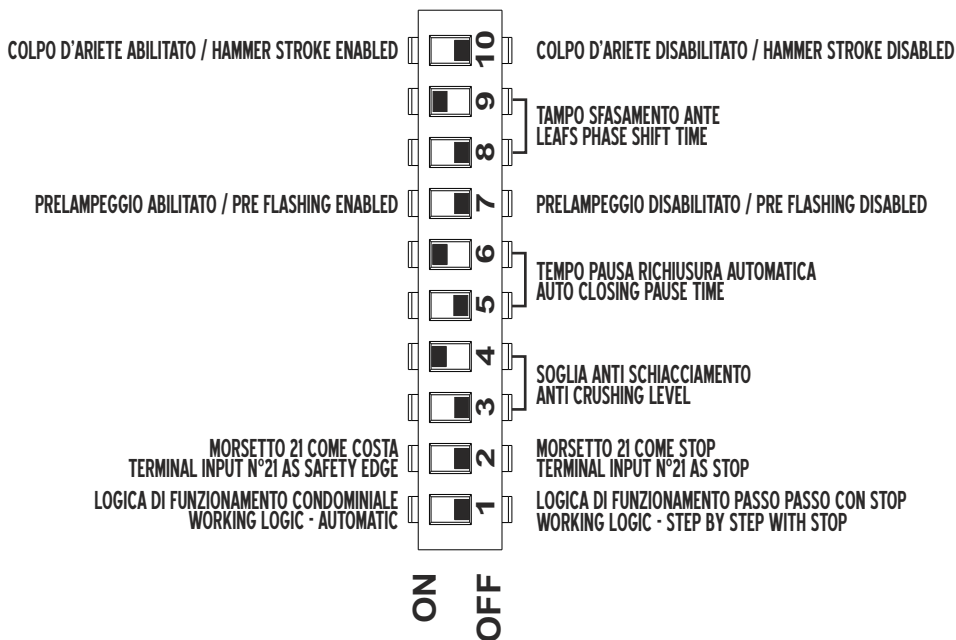 COLPO D'ARIETE ABILITATO / HAMMER STROKE ENABLED
10
COLPO D'ARIETE DISABILITATO / HAMMER STROKE DISABLED
9
TAMPO SFASAMENTO ANTE
LEAFS PHASE SHIFT TIME
8
PRELAMPEGGIO ABILITATO / PRE FLASHING ENABLED
7
PRELAMPEGGIO DISABILITATO / PRE FLASHING DISABLED
6
TEMPO PAUSA RICHIUSURA AUTOMATICA
AUTO CLOSING PAUSE TIME
5
4
SOGLIA ANTI SCHIACCIAMENTO
ANTI CRUSHING LEVEL
3
MORSETTO 21 COME COSTA
TERMINAL INPUT N°21 AS SAFETY EDGE
2
MORSETTO 21 COME STOP
TERMINAL INPUT N°21 AS STOP
LOGICA DI FUNZIONAMENTO CONDOMINIALE
WORKING LOGIC - AUTOMATIC
1
LOGICA DI FUNZIONAMENTO PASSO PASSO CON STOP
WORKING LOGIC - STEP BY STEP WITH STOP
ON
OFF